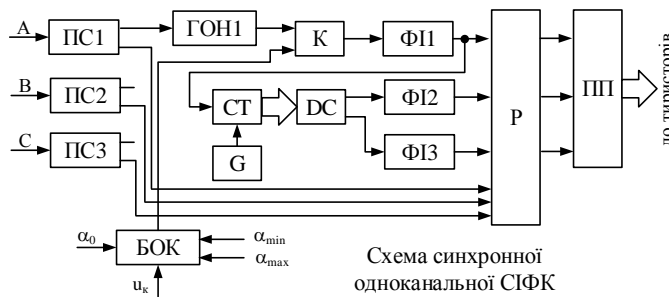 A
ПС1
ГОН1
К
ФІ1
B
ПС2
CT
DC
ФІ2
C
ПС3
G
ФІ3
Р
ПП
до тиристорів
α₀
БОК
αmin
αmax
uк
Схема синхронної
одноканальної СІФК